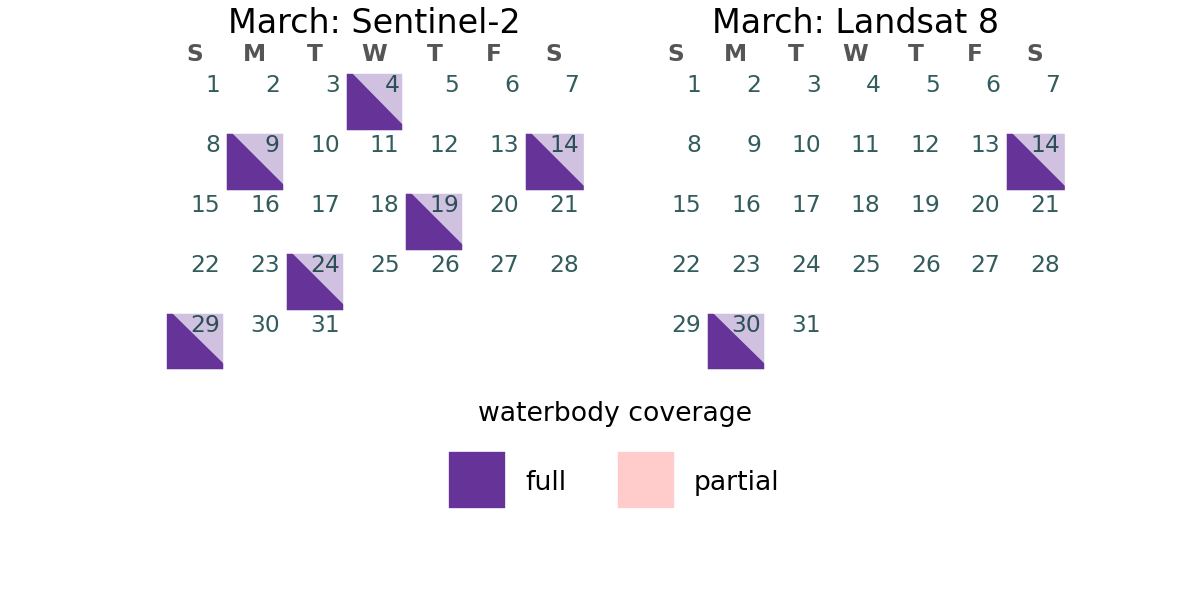 March: Sentinel-2
S M T W T F S
1 2 3 4 5 6 7
8 9 10 11 12 13 14
15 16 17 18 19 20 21
22 23 24 25 26 27 28
29 30 31
March: Landsat 8
S M T W T F S
1 2 3 4 5 6 7
8 9 10 11 12 13 14
15 16 17 18 19 20 21
22 23 24 25 26 27 28
29 30 31
waterbody coverage
full partial